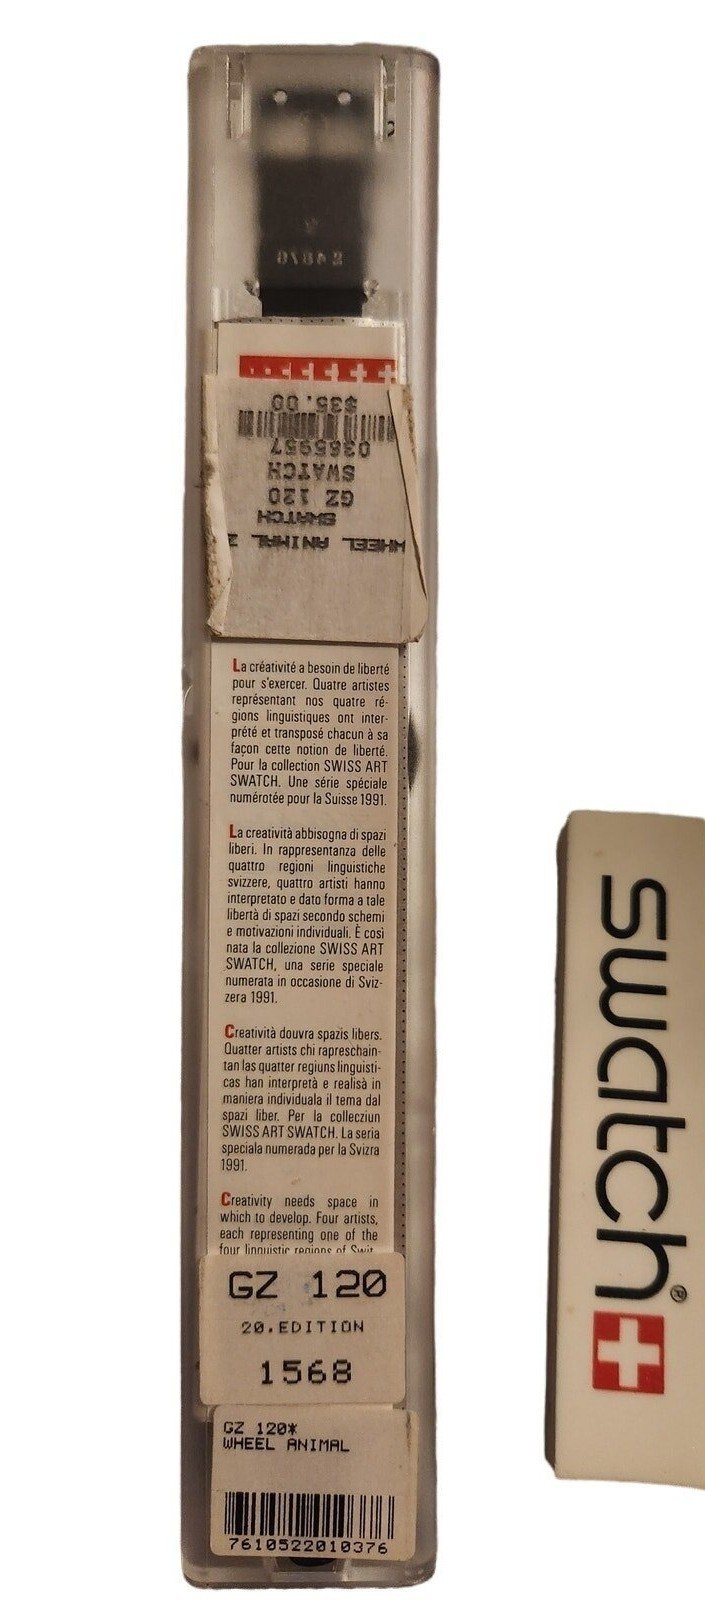 $35.00
0365957
SWATCH
GZ 120
SWATCH
WHEEL ANIMAL
La créativité a besoin de liberté
pour s'exercer. Quatre artistes
représentant nos quatre ré-
gions linguistiques ont inter-
prété et transposé chacun à sa
façon cette notion de liberté.
Pour la collection SWISS ART
SWATCH. Une série spéciale
numérotée pour la Suisse 1991.
La creatività abbisogna di spazi
liberi. In rappresentanza delle
quattro regioni linguistiche
svizzere, quattro artisti hanno
interpretato e dato forma a tale
libertà di spazi secondo schemi
e motivazioni individuali. È così
nata la collezione SWISS ART
SWATCH, una serie speciale
numerata in occasione di Sviz-
zera 1991.
Creatività douvra spazis libers.
Quatter artists chi rapreschain-
tan las quatter regiuns linguisti-
cas han interpretà e realisà in
maniera individuala il tema dal
spazi liber. Per la collecziun
SWISS ART SWATCH. La seria
speciala numerada per la Svizra
1991.
Creativity needs space in
which to develop. Four artists,
each representing one of the
four linguistic regions of Swit-
GZ 120
20.EDITION
1568
GZ 120*
WHEEL ANIMAL
7610522010376
swatch®